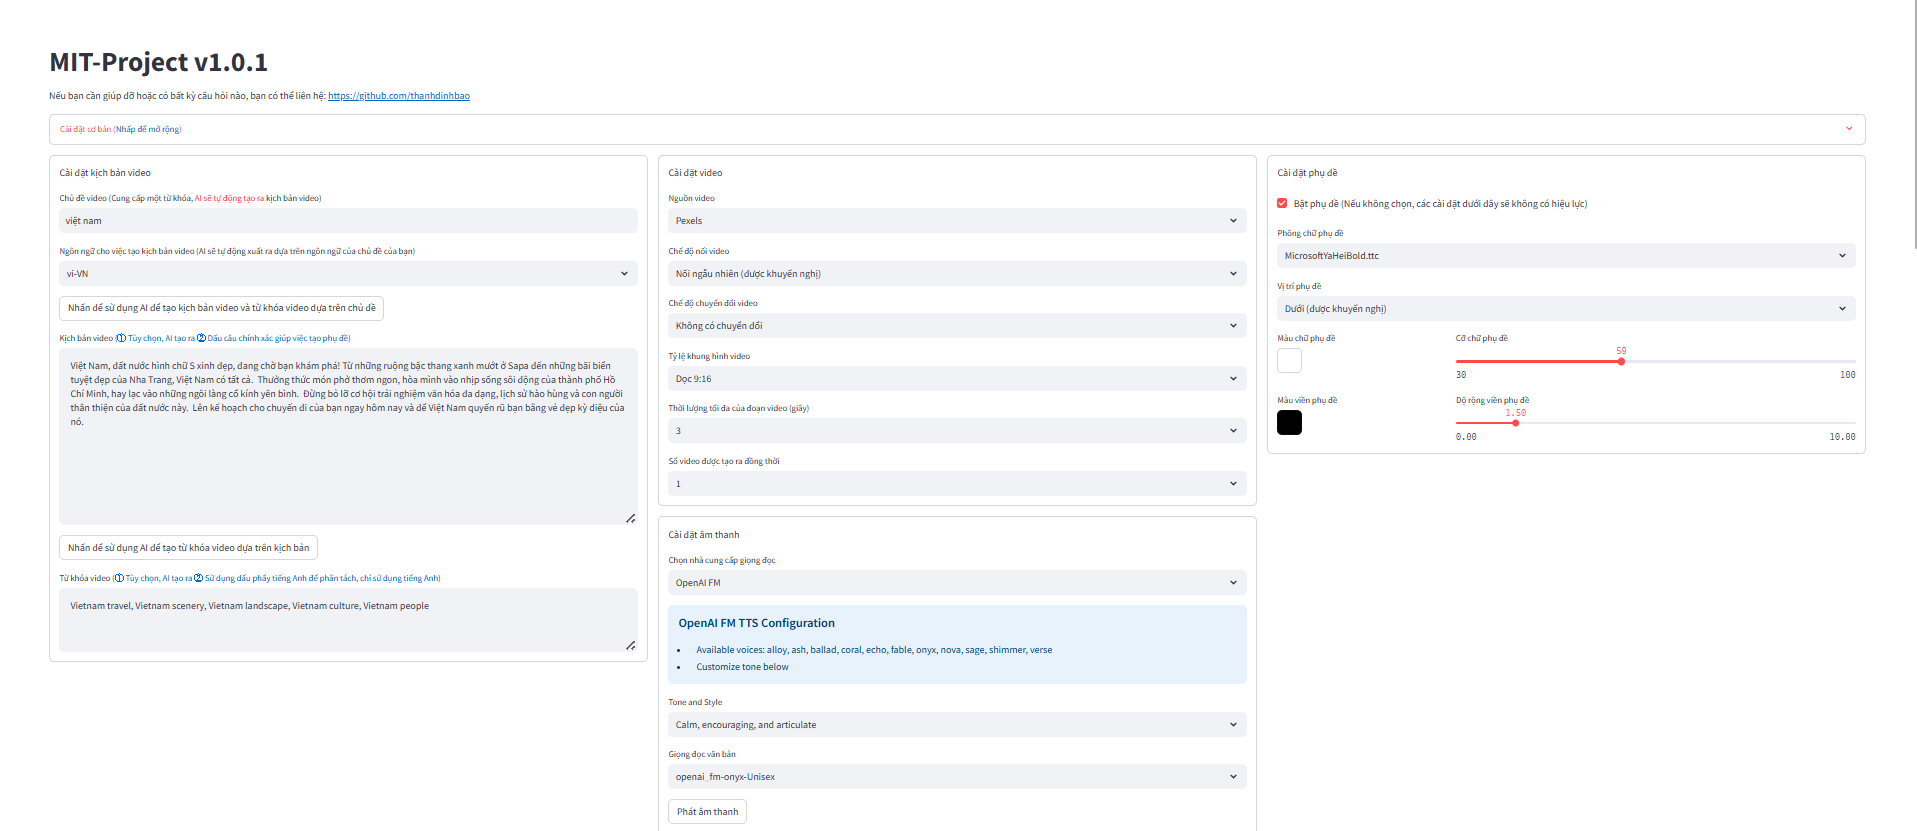 MIT-Project v1.0.1
Nếu bạn cần giúp đỡ hoặc có bất kỳ câu hỏi nào, bạn có thể liên hệ: https://github.com/thanhdinhbao
Cài đặt cơ bản (Nhấp để mở rộng)
Cài đặt kịch bản video
Chủ đề video (Cung cấp một từ khóa, AI sẽ tự động tạo ra kịch bản video)
việt nam
Ngôn ngữ cho việc tạo kịch bản video (AI sẽ tự động xuất ra dựa trên ngôn ngữ của chủ đề của bạn)
vi-VN
Nhấn để sử dụng AI để tạo kịch bản video và từ khóa video dựa trên chủ đề
Kịch bản video (① Tùy chọn, AI tạo ra ② Dấu câu chính xác giúp việc tạo phụ đề)
Việt Nam, đất nước hình chữ S xinh đẹp, đang chờ bạn khám phá! Từ những ruộng bậc thang xanh mướt ở Sapa đến những bãi biển
tuyệt đẹp của Nha Trang, Việt Nam có tất cả. Thưởng thức món phở thơm ngon, hòa mình vào nhịp sống sôi động của thành phố Hồ
Chí Minh, hay lạc vào những ngôi làng cổ kính yên bình. Đừng bỏ lỡ cơ hội trải nghiệm văn hóa đa dạng, lịch sử hào hùng và con người
thân thiện của đất nước này. Lên kế hoạch cho chuyến đi của bạn ngay hôm nay và để Việt Nam quyến rũ bạn bằng vẻ đẹp kỳ diệu của
nó.
Nhấn để sử dụng AI để tạo từ khóa video dựa trên kịch bản
Từ khóa video (① Tùy chọn, AI tạo ra ② Sử dụng dấu phẩy tiếng Anh để phân tách, chỉ sử dụng tiếng Anh)
Vietnam travel, Vietnam scenery, Vietnam landscape, Vietnam culture, Vietnam people
Cài đặt video
Nguồn video
Pexels
Chế độ nối video
Nối ngẫu nhiên (được khuyến nghị)
Chế độ chuyển đổi video
Không có chuyển đổi
Tỷ lệ khung hình video
Dọc 9:16
Thời lượng tối đa của đoạn video (giây)
3
Số video được tạo ra đồng thời
1
Cài đặt âm thanh
Chọn nhà cung cấp giọng đọc
OpenAI FM
OpenAI FM TTS Configuration
• Available voices: alloy, ash, ballad, coral, echo, fable, onyx, nova, sage, shimmer, verse
• Customize tone below
Tone and Style
Calm, encouraging, and articulate
Giọng đọc văn bản
openai_fm-onyx-Unisex
Phát âm thanh
Cài đặt phụ đề
Bật phụ đề (Nếu không chọn, các cài đặt dưới đây sẽ không có hiệu lực)
Phông chữ phụ đề
MicrosoftYaHeiBold.ttc
Vị trí phụ đề
Dưới (được khuyến nghị)
Màu chữ phụ đề
Cỡ chữ phụ đề
59
30 100
Màu viền phụ đề
Độ rộng viền phụ đề
1.50
0.00 10.00